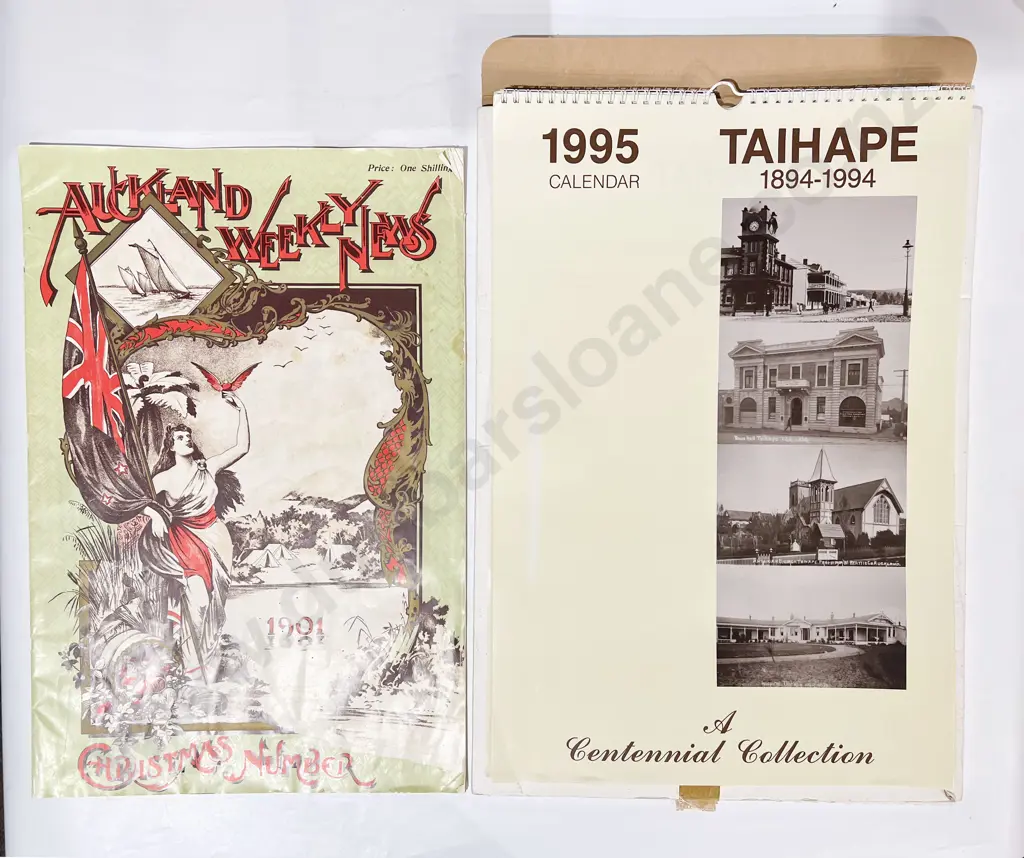 Price: One Shilling
AUCKLAND
WEEKLY NEWS
1901
CHRISTMAS NUMBER
1995
CALENDAR
TAIHAPE
1894-1994
A
Centennial Collection